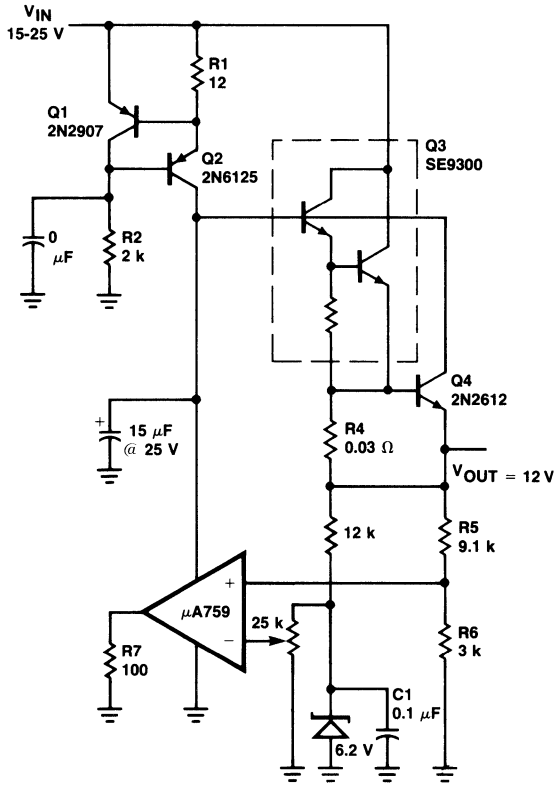 VIN
15-25 V
R1
12
Q1
2N2907
Q2
2N6125
Q3
SE9300
0
μF
R2
2 k
Q4
2N2612
+
15 μF
@ 25 V
R4
0.03 Ω
VOUT = 12 V
12 k
R5
9.1 k
+
μA759
−
25 k
R7
100
R6
3 k
C1
0.1 μF
6.2 V